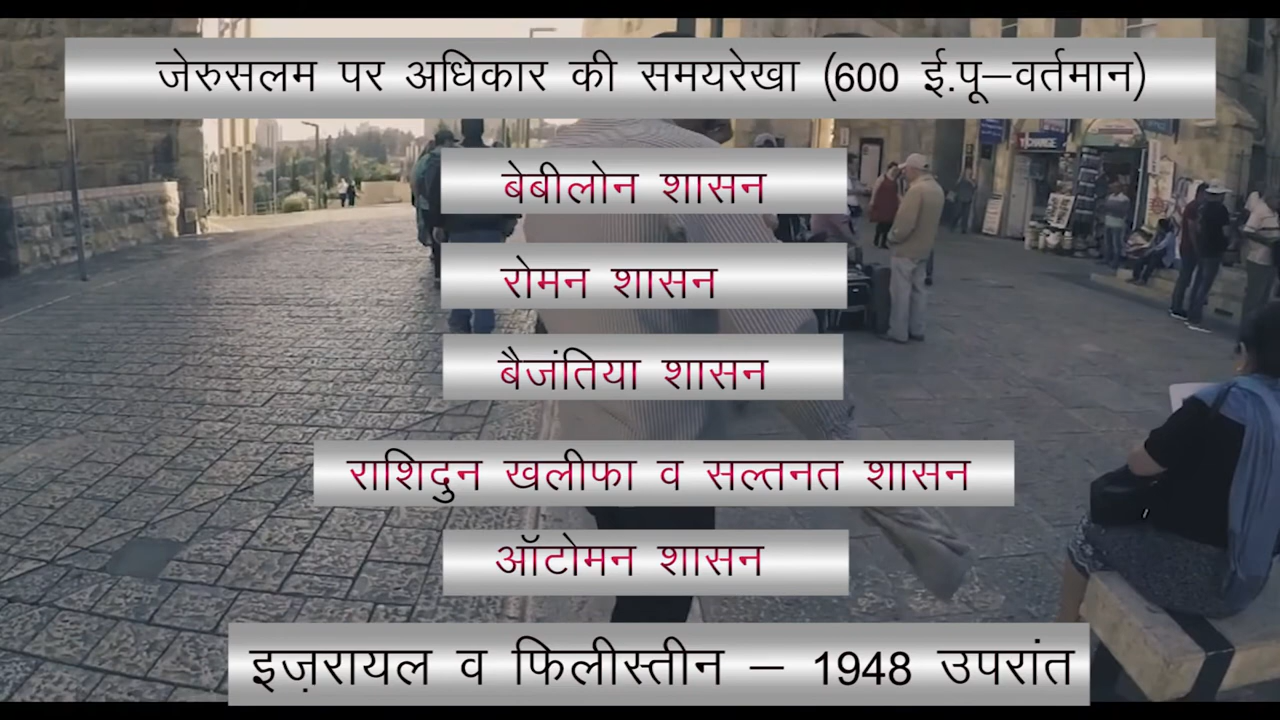 जेरुसलम पर अधिकार की समयरेखा (600 ई.पू–वर्तमान)
बेबीलोन शासन
रोमन शासन
बैजंतिया शासन
राशिदुन खलीफा व सल्तनत शासन
ऑटोमन शासन
इज़रायल व फिलीस्तीन – 1948 उपरांत
CHANGE